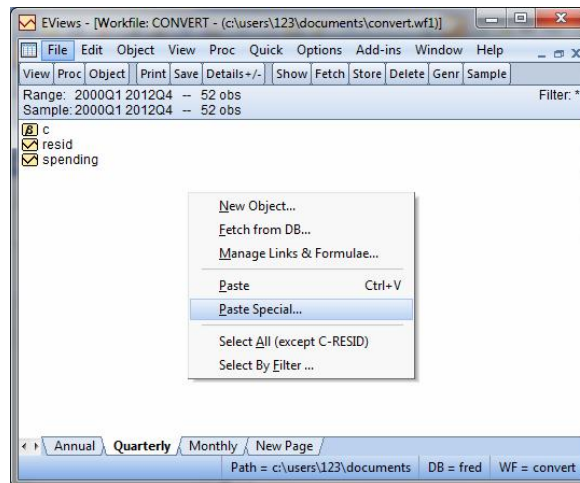 EViews - [Workfile: CONVERT - (c:\users\123\documents\convert.wf1)]
File Edit Object View Proc Quick Options Add-ins Window Help
View Proc Object Print Save Details+/- Show Fetch Store Delete Genr Sample
Range: 2000Q1 2012Q4 -- 52 obs Filter: *
Sample: 2000Q1 2012Q4 -- 52 obs
β c
resid
spending
New Object...
Fetch from DB...
Manage Links & Formulae...
Paste Ctrl+V
Paste Special...
Select All (except C-RESID)
Select By Filter ...
Annual Quarterly Monthly New Page
Path = c:\users\123\documents DB = fred WF = convert